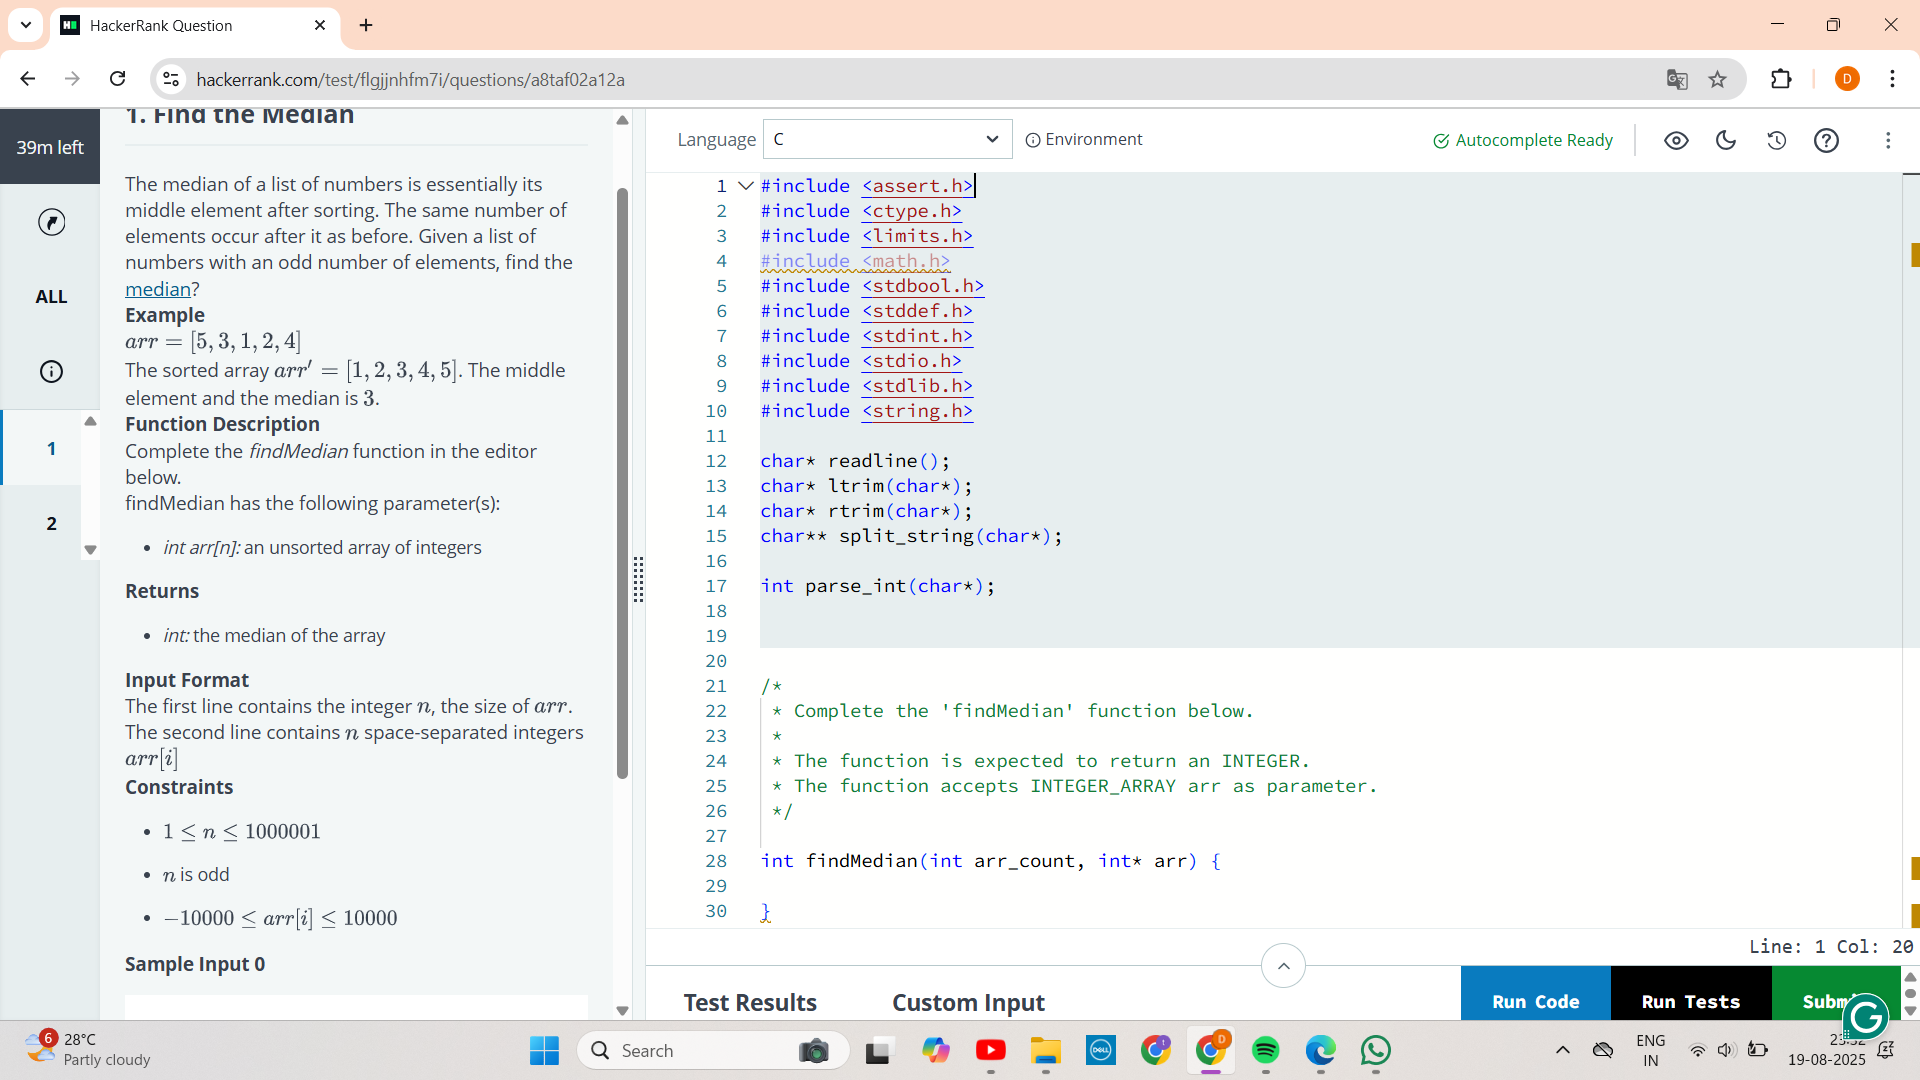 HackerRank Question
hackerrank.com/test/flgjjnhfm7i/questions/a8taf02a12a
D
39m left
ALL
1
2
1. Find the Median
The median of a list of numbers is essentially its
middle element after sorting. The same number of
elements occur after it as before. Given a list of
numbers with an odd number of elements, find the
median?
Example
arr = [5, 3, 1, 2, 4]
The sorted array arr′ = [1, 2, 3, 4, 5]. The middle
element and the median is 3.
Function Description
Complete the findMedian function in the editor
below.
findMedian has the following parameter(s):
• int arr[n]: an unsorted array of integers
Returns
• int: the median of the array
Input Format
The first line contains the integer n, the size of arr.
The second line contains n space-separated integers
arr[i]
Constraints
• 1 ≤ n ≤ 1000001
• n is odd
• −10000 ≤ arr[i] ≤ 10000
Sample Input 0
Language C Environment Autocomplete Ready
1 #include <assert.h>
2 #include <ctype.h>
3 #include <limits.h>
4 #include <math.h>
5 #include <stdbool.h>
6 #include <stddef.h>
7 #include <stdint.h>
8 #include <stdio.h>
9 #include <stdlib.h>
10 #include <string.h>
11
12 char* readline();
13 char* ltrim(char*);
14 char* rtrim(char*);
15 char** split_string(char*);
16
17 int parse_int(char*);
18
19
20
21 /*
22 * Complete the 'findMedian' function below.
23 *
24 * The function is expected to return an INTEGER.
25 * The function accepts INTEGER_ARRAY arr as parameter.
26 */
27
28 int findMedian(int arr_count, int* arr) {
29
30 }
Line: 1 Col: 20
Test Results Custom Input Run Code Run Tests
6
28°C
Partly cloudy
Search
DELL
D
ENG
IN
19-08-2025